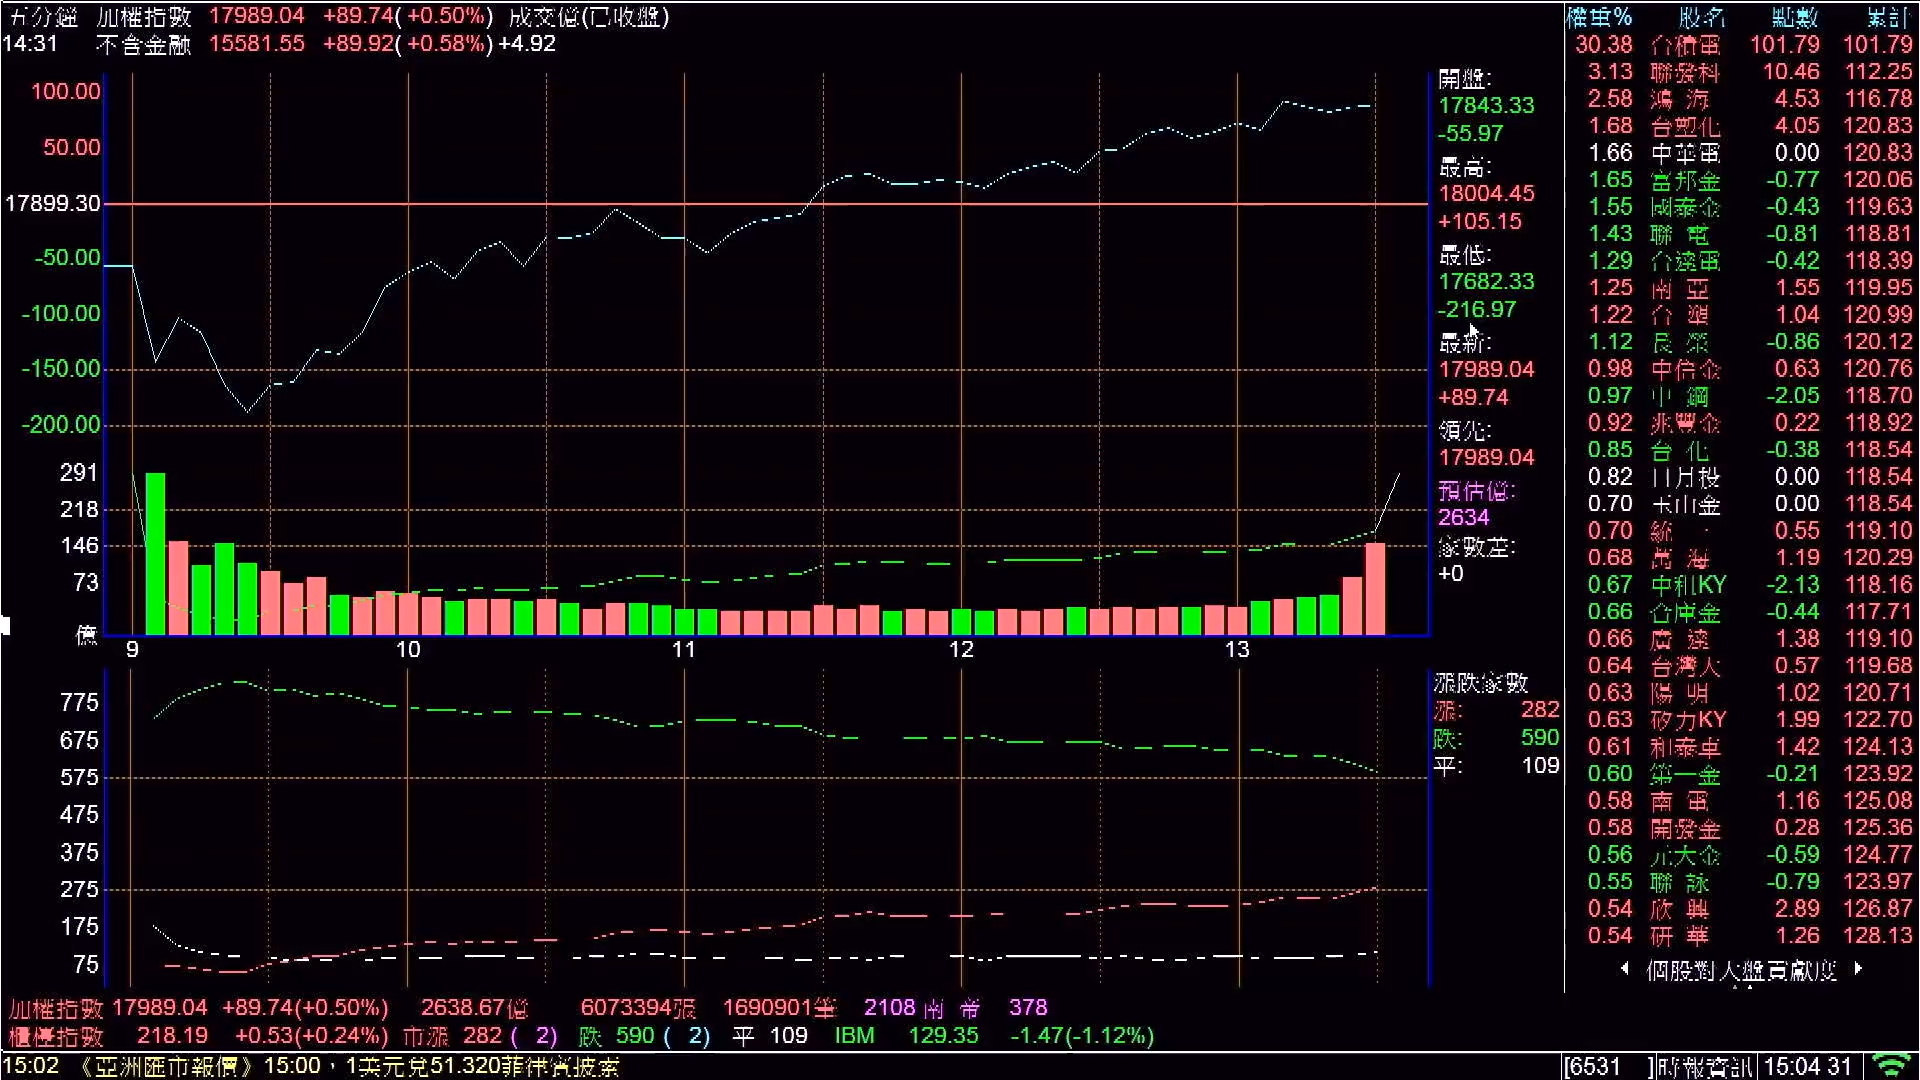 五分鐘 加權指數 17989.04 +89.74(+0.50%) 成交億(已收盤)
14:31 不含金融 15581.55 +89.92(+0.58%) +4.92
100.00
50.00
17899.30
-50.00
-100.00
-150.00
-200.00
291
218
146
73
億
9 10 11 12 13
開盤:
17843.33
-55.97
最高:
18004.45
+105.15
最低:
17682.33
-216.97
最新:
17989.04
+89.74
領先:
17989.04
預估億:
2634
家數差:
+0
775
675
575
475
375
275
175
75
漲跌家數
漲: 282
跌: 590
平: 109
權重% 股名 點數 累計
30.38 台積電 101.79 101.79
3.13 聯發科 10.46 112.25
2.58 鴻海 4.53 116.78
1.68 台塑化 4.05 120.83
1.66 中華電 0.00 120.83
1.65 富邦金 -0.77 120.06
1.55 國泰金 -0.43 119.63
1.43 聯電 -0.81 118.81
1.29 台達電 -0.42 118.39
1.25 南亞 1.55 119.95
1.22 台塑 1.04 120.99
1.12 長榮 -0.86 120.12
0.98 中信金 0.63 120.76
0.97 中鋼 -2.05 118.70
0.92 兆豐金 0.22 118.92
0.85 台化 -0.38 118.54
0.82 日月投 0.00 118.54
0.70 玉山金 0.00 118.54
0.70 統一 0.55 119.10
0.68 萬海 1.19 120.29
0.67 中租KY -2.13 118.16
0.66 合庫金 -0.44 117.71
0.66 廣達 1.38 119.10
0.64 台灣大 0.57 119.68
0.63 陽明 1.02 120.71
0.63 矽力KY 1.99 122.70
0.61 和泰車 1.42 124.13
0.60 第一金 -0.21 123.92
0.58 南電 1.16 125.08
0.58 開發金 0.28 125.36
0.56 元大金 -0.59 124.77
0.55 聯詠 -0.79 123.97
0.54 欣興 2.89 126.87
0.54 研華 1.26 128.13
個股對大盤貢獻度
加權指數 17989.04 +89.74(+0.50%) 2638.67億 6073394張 1690901筆 2108 南帝 378
櫃檯指數 218.19 +0.53(+0.24%) 市漲 282 ( 2) 跌 590 ( 2) 平 109 IBM 129.35 -1.47(-1.12%)
15:02 《亞洲匯市報價》15:00,1美元兌51.320菲律賓披索
[6531 ]時報資訊 15:04 31